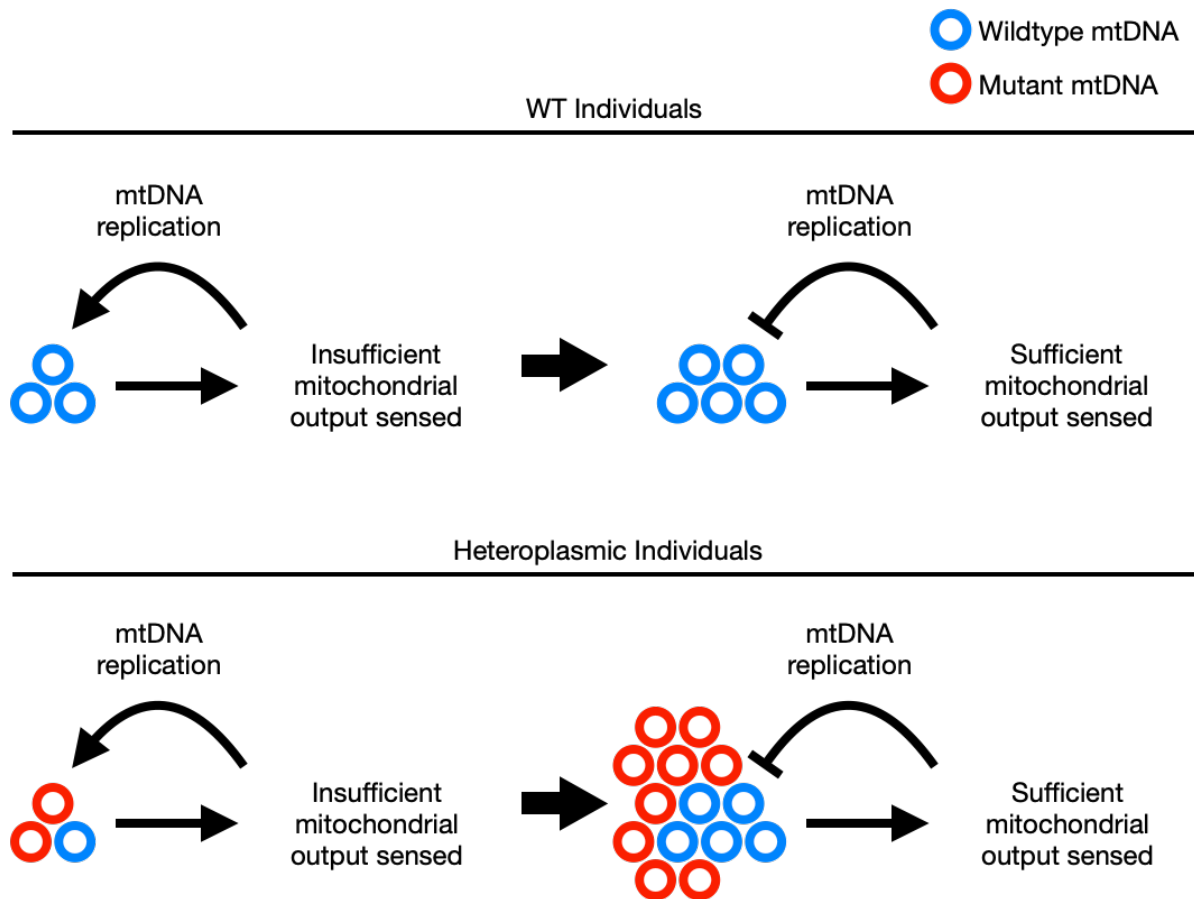 Wildtype mtDNA
Mutant mtDNA
WT Individuals
mtDNA
replication
mtDNA
replication
Insufficient
mitochondrial
output sensed
Sufficient
mitochondrial
output sensed
Heteroplasmic Individuals
mtDNA
replication
mtDNA
replication
Insufficient
mitochondrial
output sensed
Sufficient
mitochondrial
output sensed